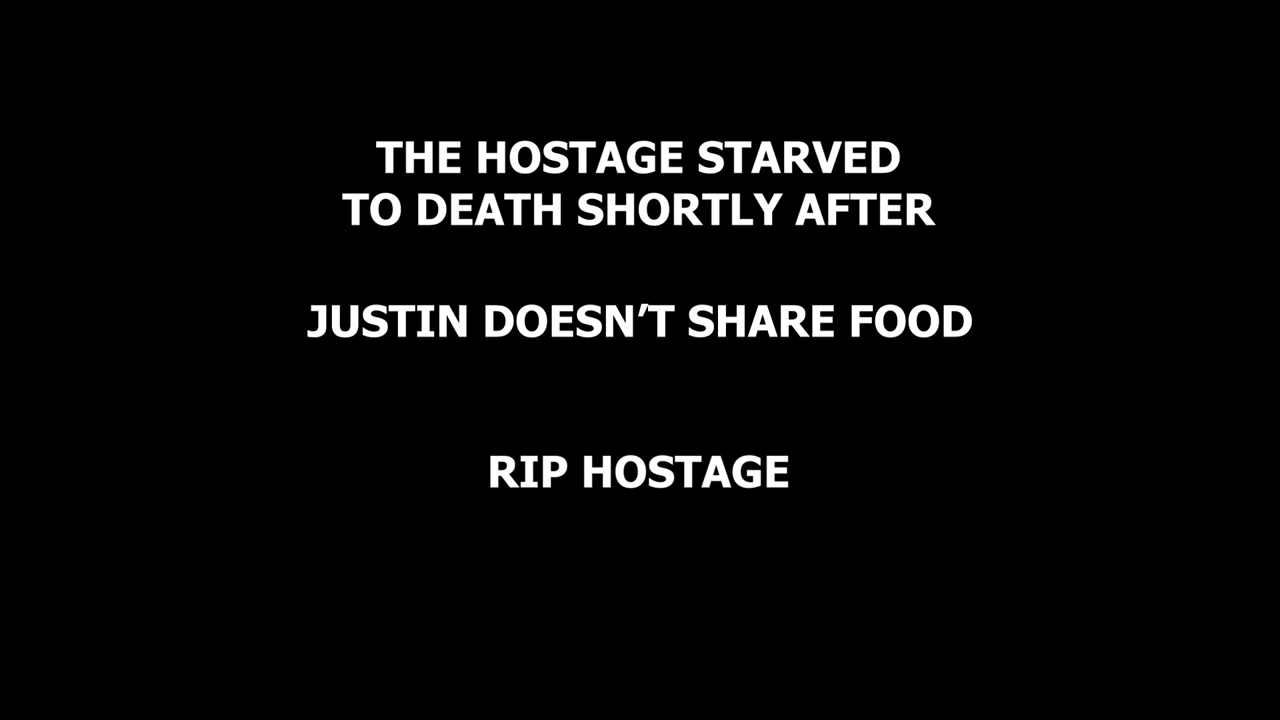 THE HOSTAGE STARVED
TO DEATH SHORTLY AFTER
JUSTIN DOESN’T SHARE FOOD
RIP HOSTAGE